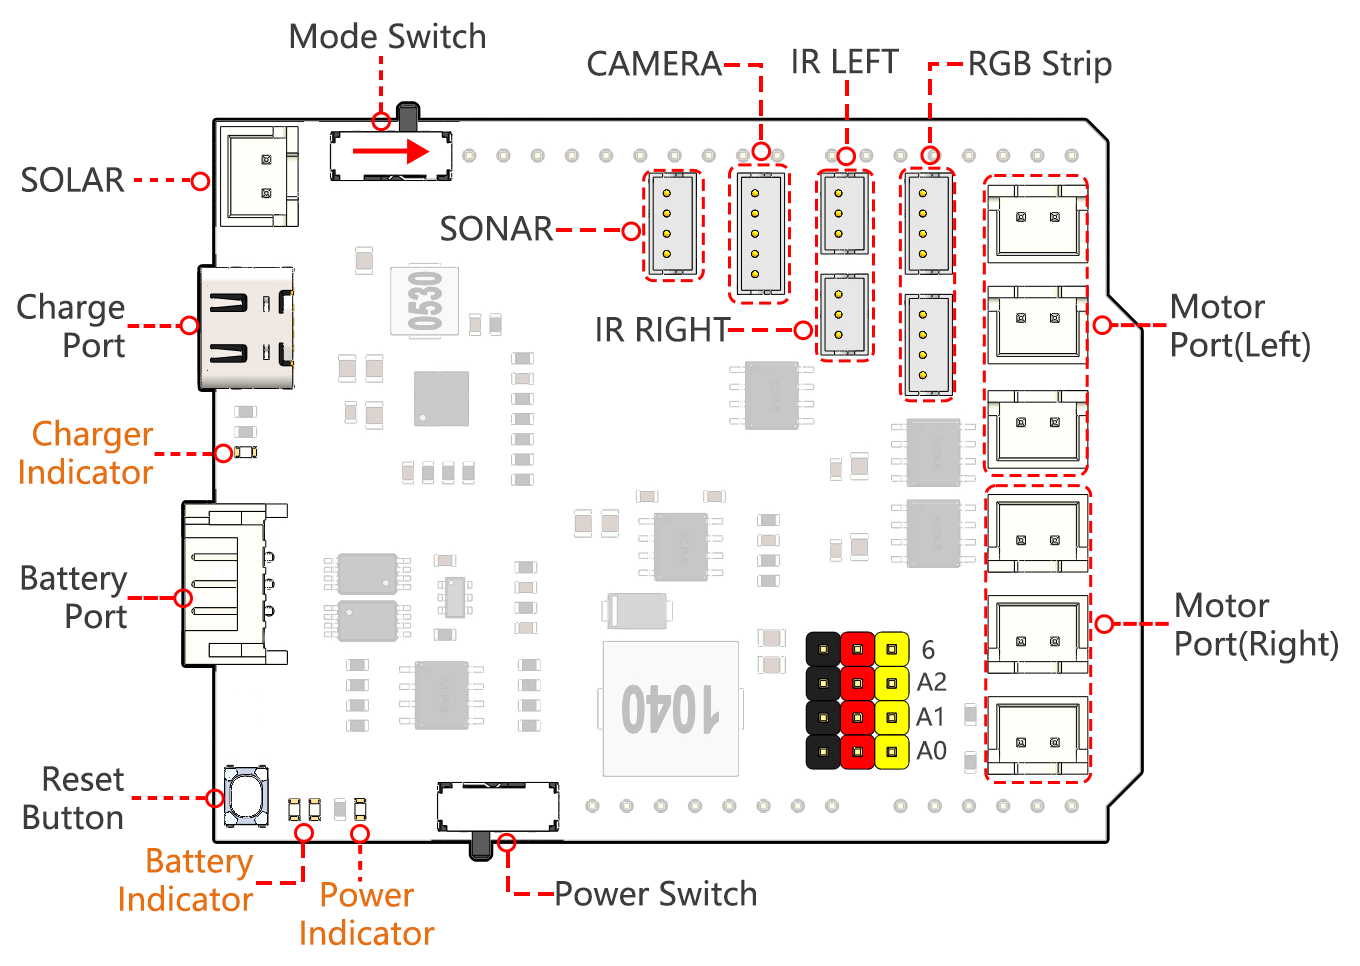 Mode Switch
CAMERA
IR LEFT
RGB Strip
SOLAR
SONAR
Charge
Port
0530
IR RIGHT
Motor
Port(Left)
Charger
Indicator
Battery
Port
Motor
Port(Right)
6
A2
A1
A0
1040
Reset
Button
Battery
Indicator
Power
Indicator
Power Switch